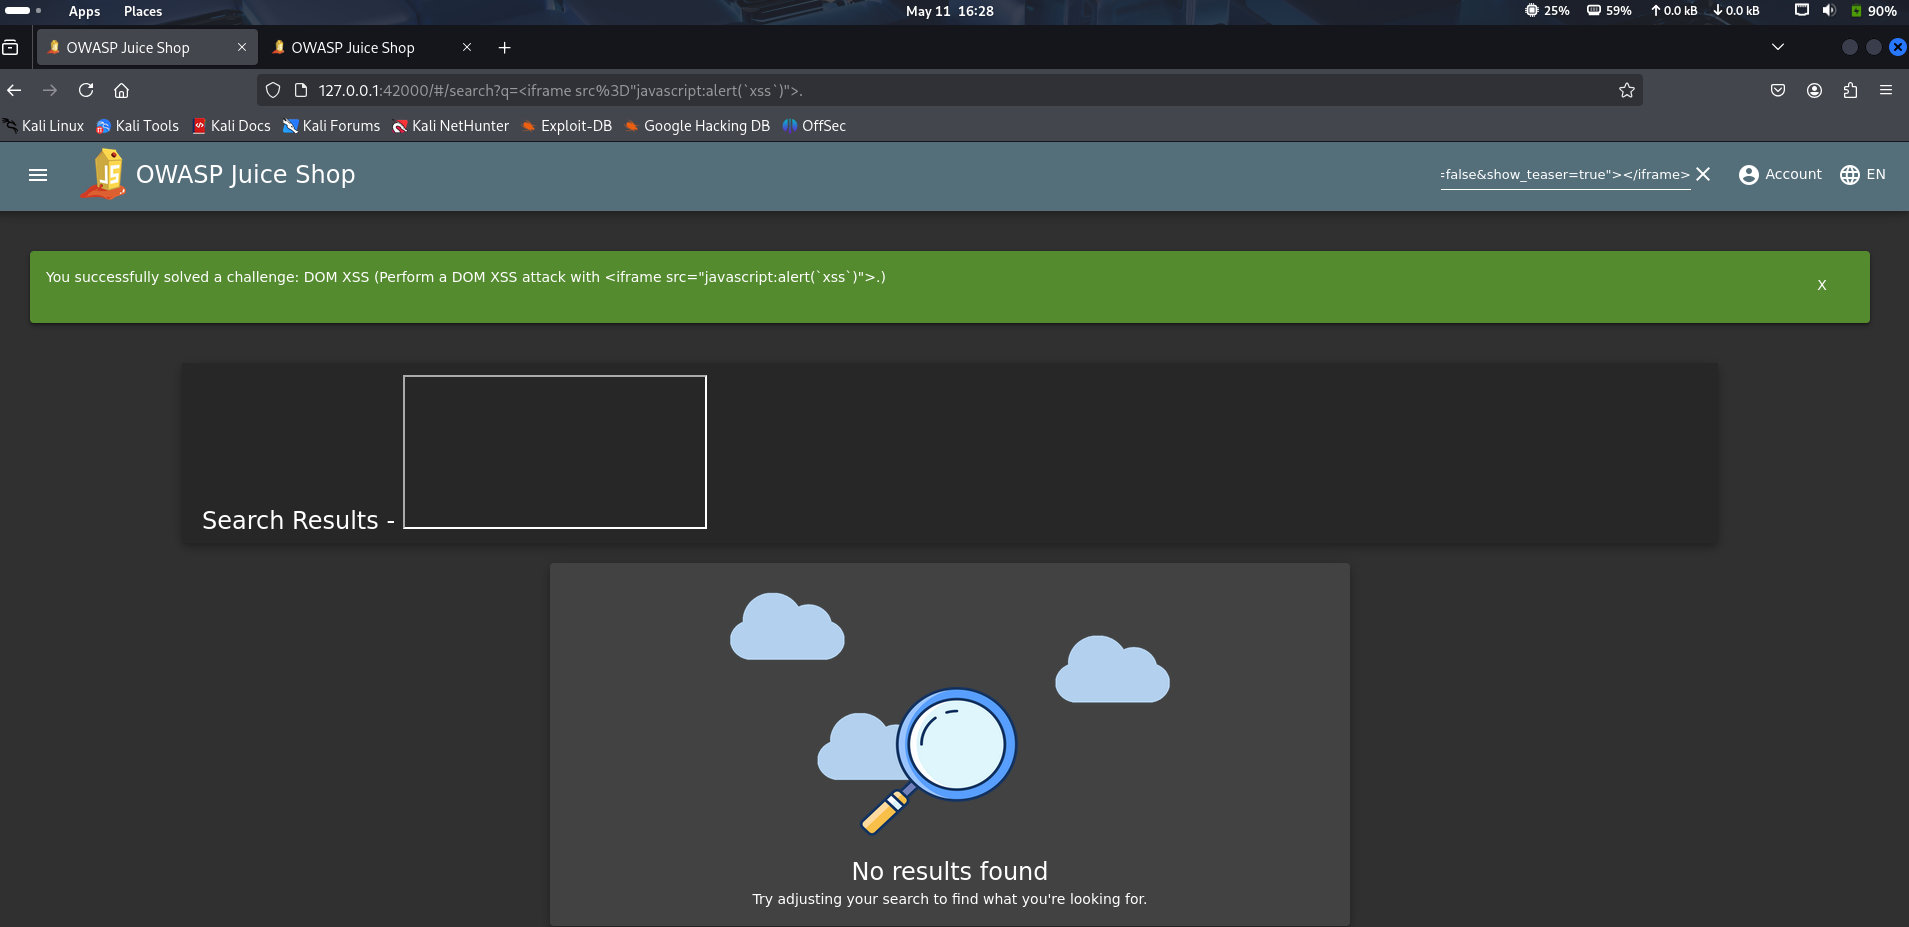 Apps Places May 11 16:28 25% 59% 0.0 kB 0.0 kB 90%
OWASP Juice Shop OWASP Juice Shop
127.0.0.1:42000/#/search?q=<iframe src%3D"javascript:alert(`xss`)">.
Kali Linux Kali Tools Kali Docs Kali Forums Kali NetHunter Exploit-DB Google Hacking DB OffSec
OWASP Juice Shop =false&show_teaser=true"></iframe> Account EN
You successfully solved a challenge: DOM XSS (Perform a DOM XSS attack with <iframe src="javascript:alert(`xss`)">.) X
Search Results -
No results found
Try adjusting your search to find what you're looking for.